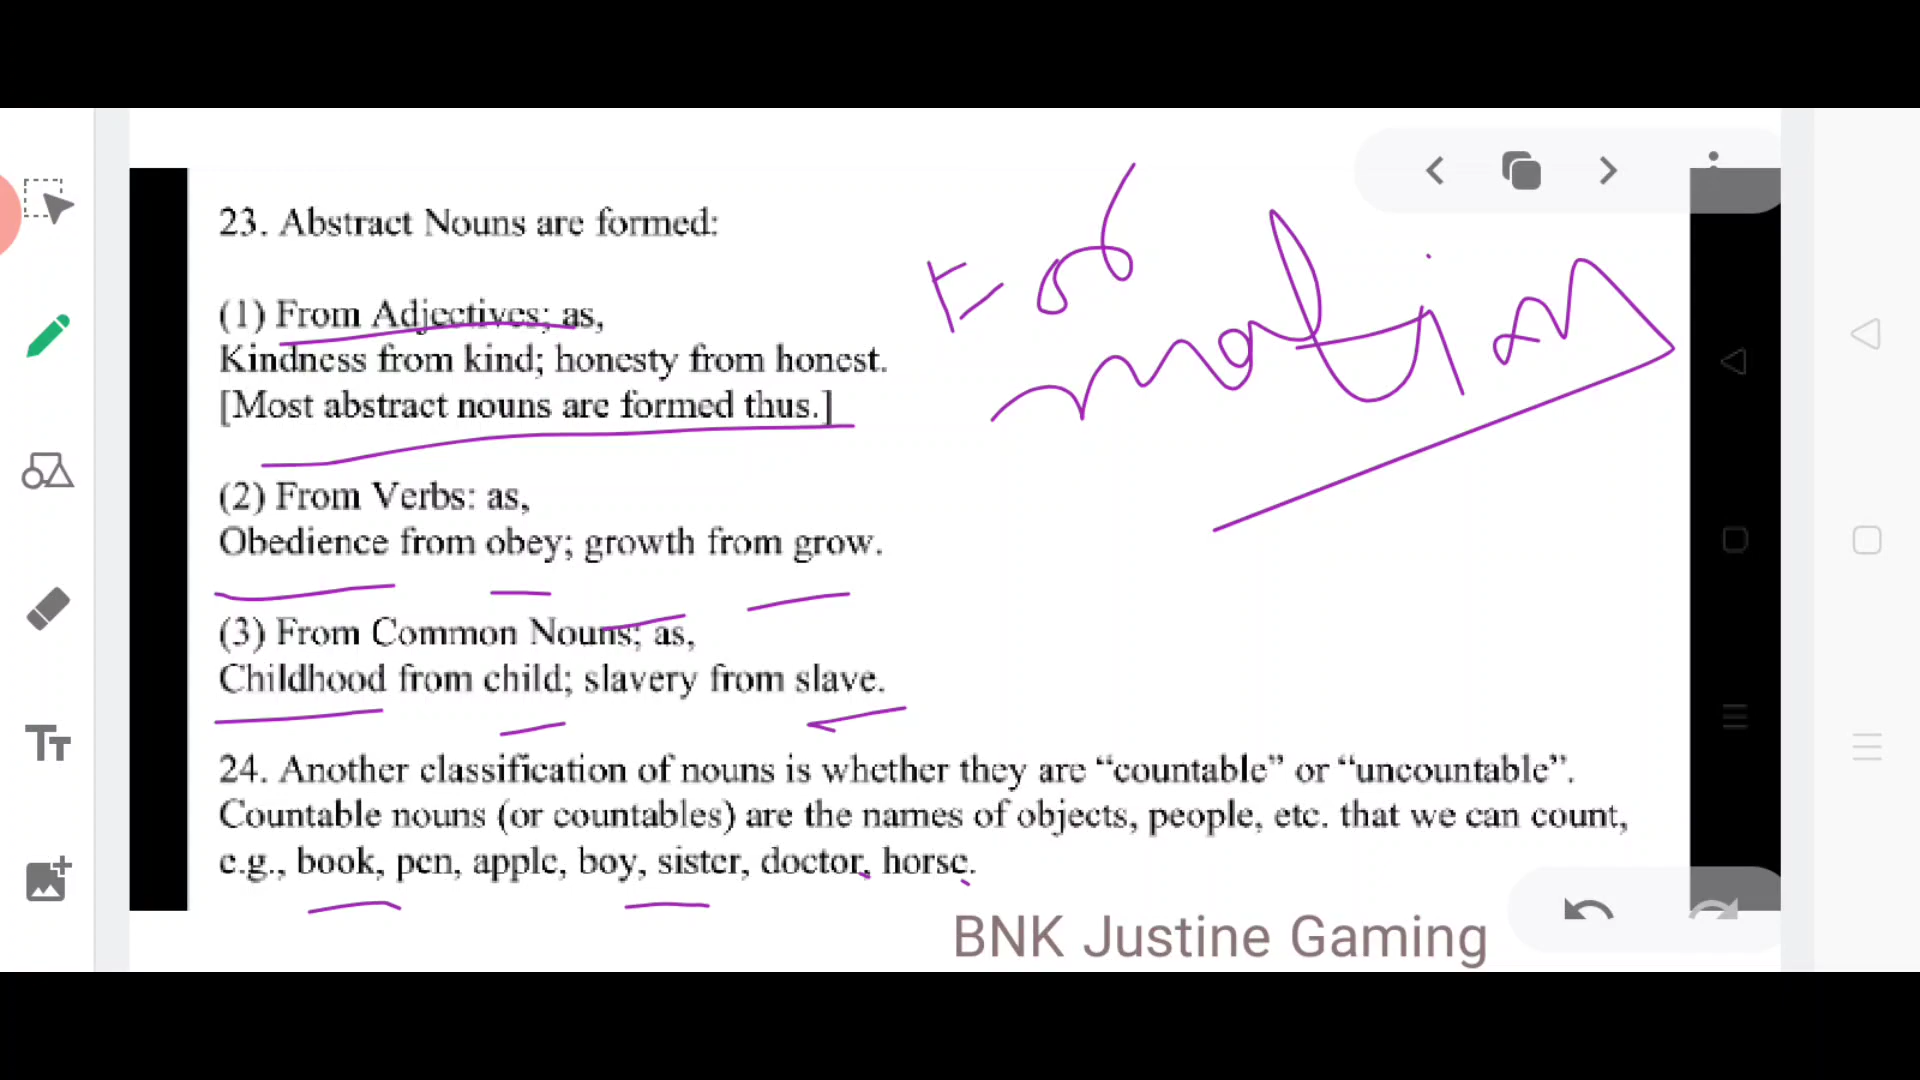 23. Abstract Nouns are formed:
(1) From Adjectives; as,
Kindness from kind; honesty from honest.
[Most abstract nouns are formed thus.]
(2) From Verbs: as,
Obedience from obey; growth from grow.
(3) From Common Nouns; as,
Childhood from child; slavery from slave.
24. Another classification of nouns is whether they are “countable” or “uncountable”.
Countable nouns (or countables) are the names of objects, people, etc. that we can count,
e.g., book, pen, apple, boy, sister, doctor, horse.
For
mation
BNK Justine Gaming
TT